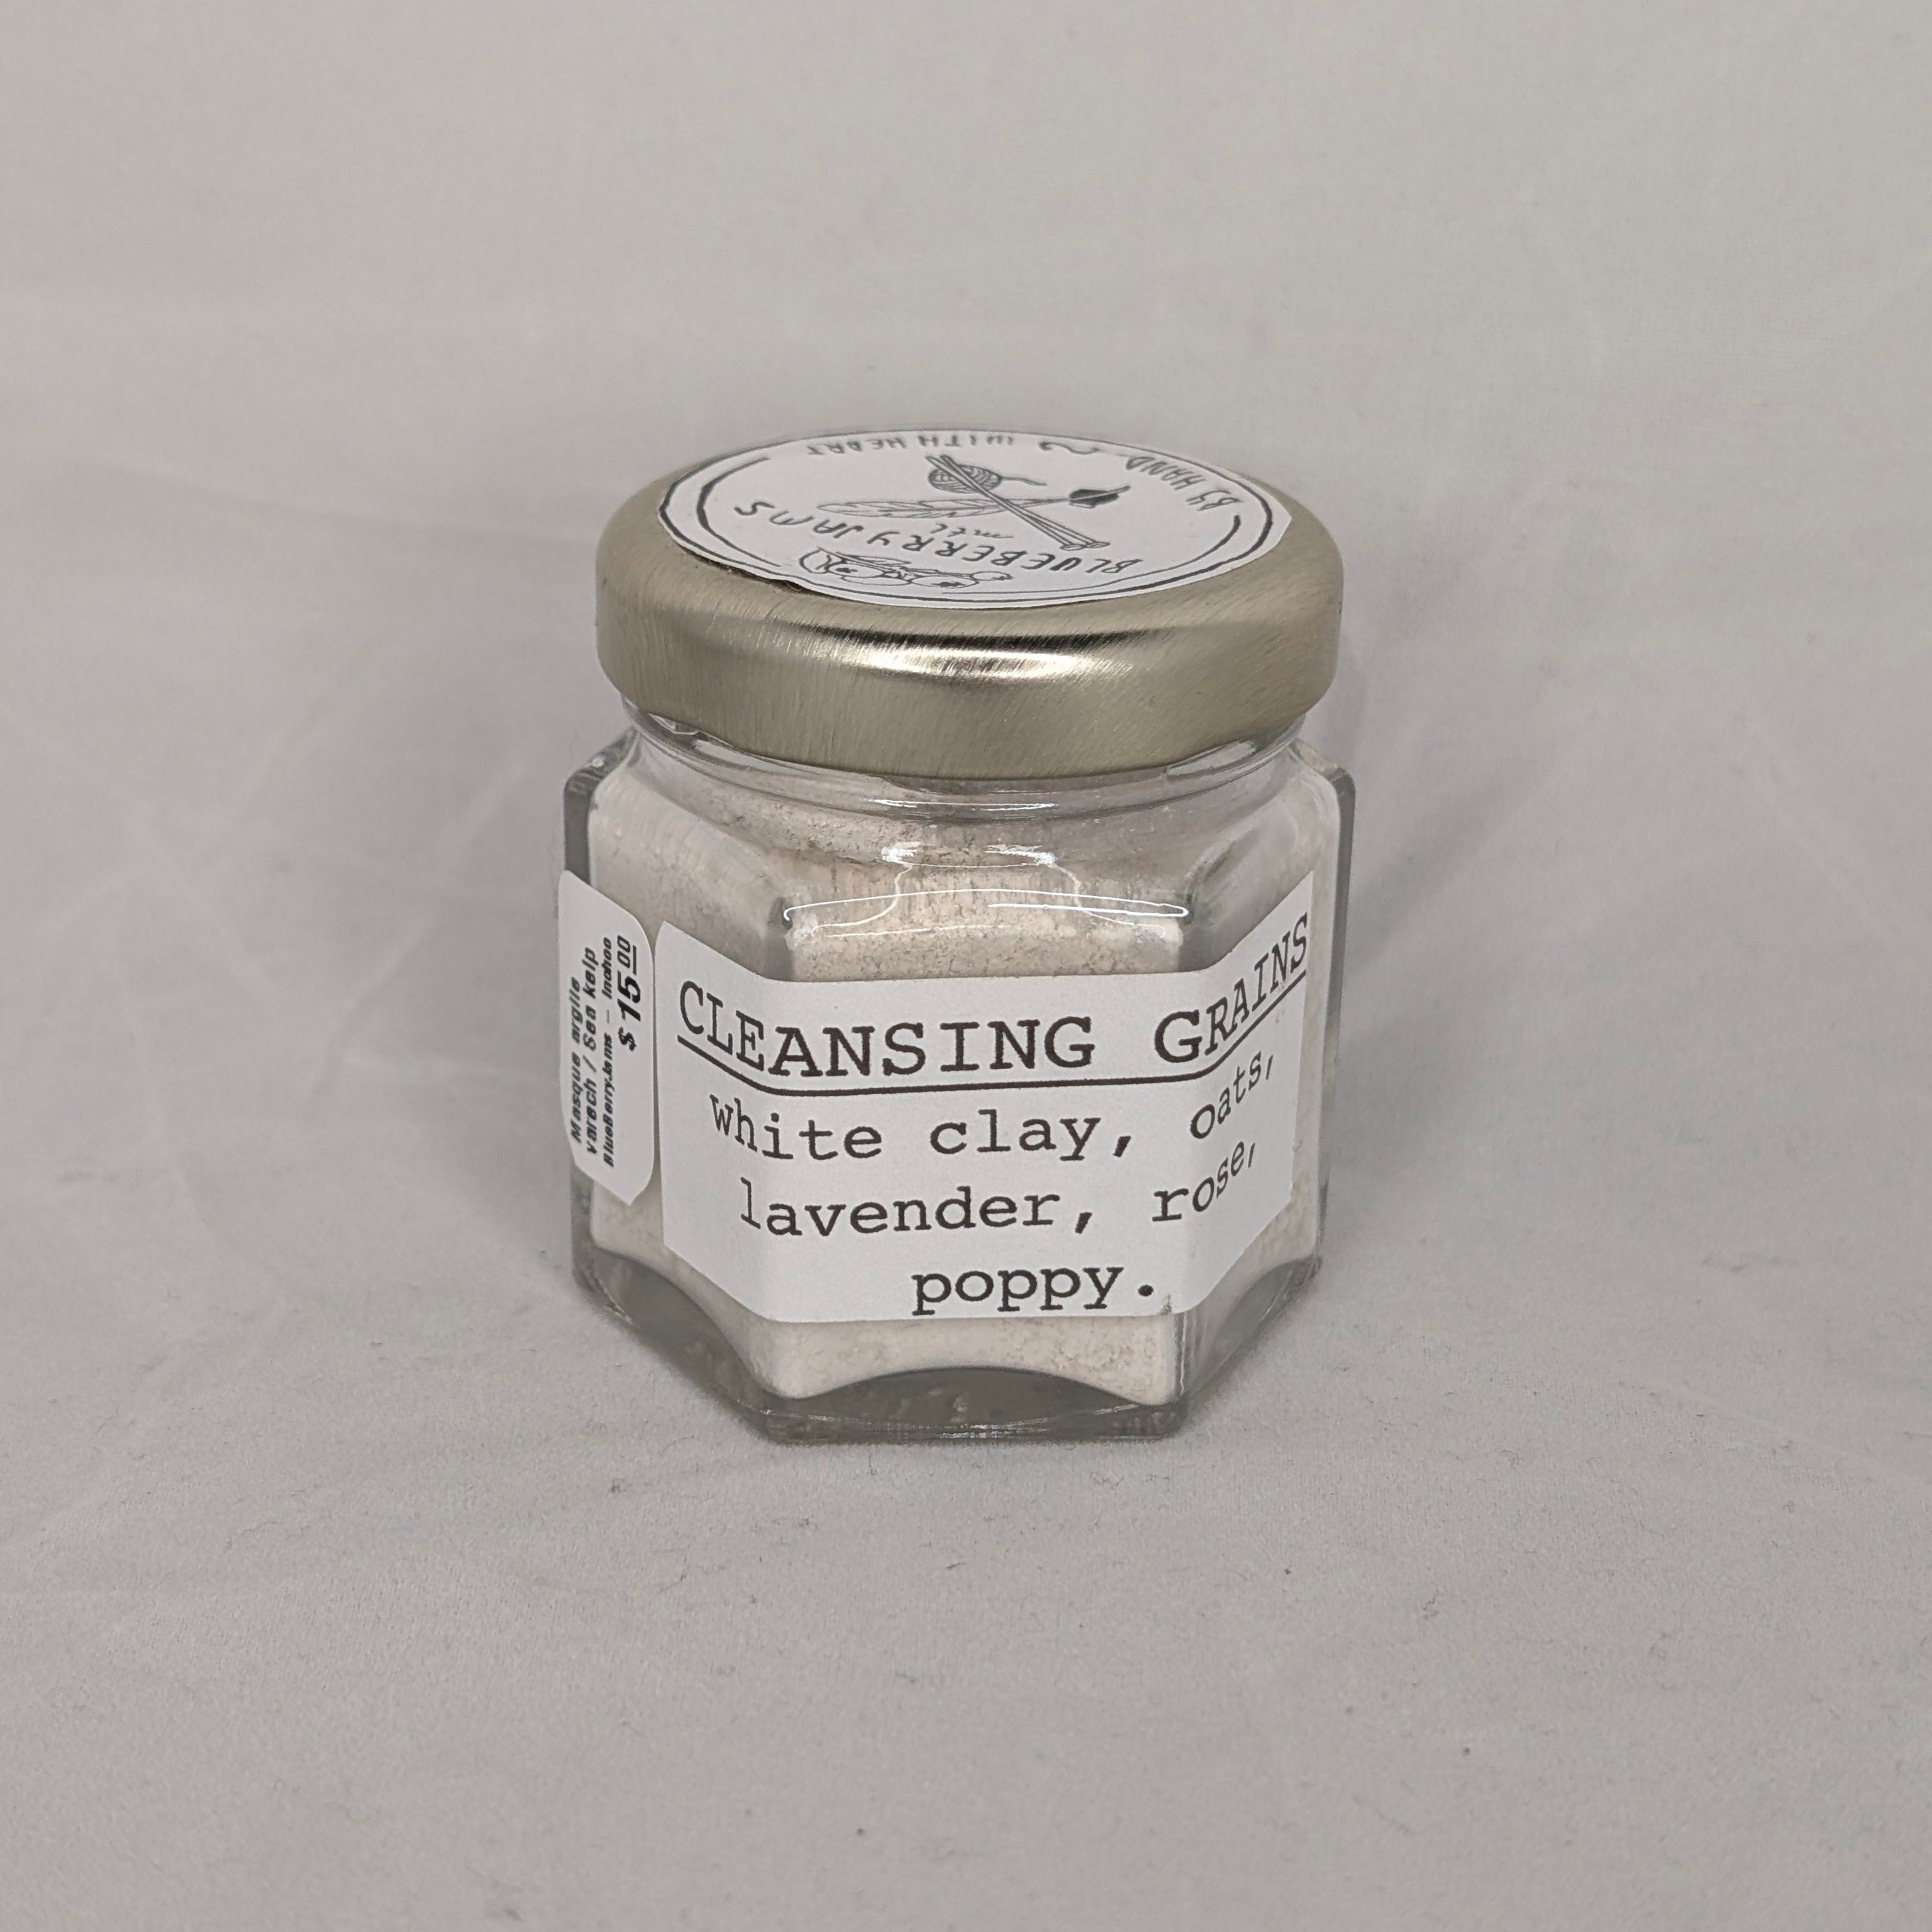 BLUEBERRYJAMS
mtl
BY HAND ~ WITH HEART
CLEANSING GRAINS
white clay, oats,
lavender, rose,
poppy.
Masque argile
varech / Sea kelp
BlueBerryJams - Inohoo
$ 15.00